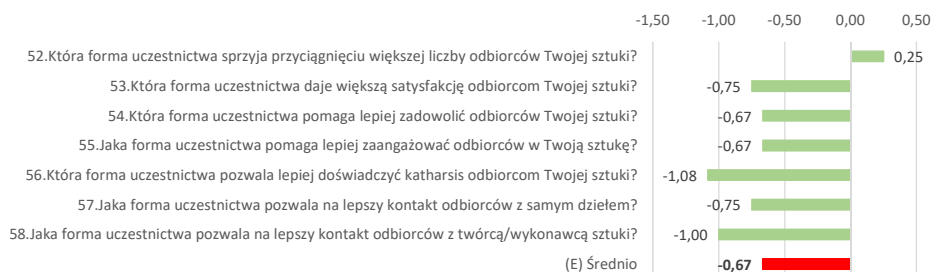 -1,50 -1,00 -0,50 0,00 0,50
52.Która forma uczestnictwa sprzyja przyciągnięciu większej liczby odbiorców Twojej sztuki? 0,25
53.Która forma uczestnictwa daje większą satysfakcję odbiorcom Twojej sztuki? -0,75
54.Która forma uczestnictwa pomaga lepiej zadowolić odbiorców Twojej sztuki? -0,67
55.Jaka forma uczestnictwa pomaga lepiej zaangażować odbiorców w Twoją sztukę? -0,67
56.Która forma uczestnictwa pozwala lepiej doświadczyć katharsis odbiorcom Twojej sztuki? -1,08
57.Jaka forma uczestnictwa pozwala na lepszy kontakt odbiorców z samym dziełem? -0,75
58.Jaka forma uczestnictwa pozwala na lepszy kontakt odbiorców z twórcą/wykonawcą sztuki? -1,00
(E) Średnio -0,67